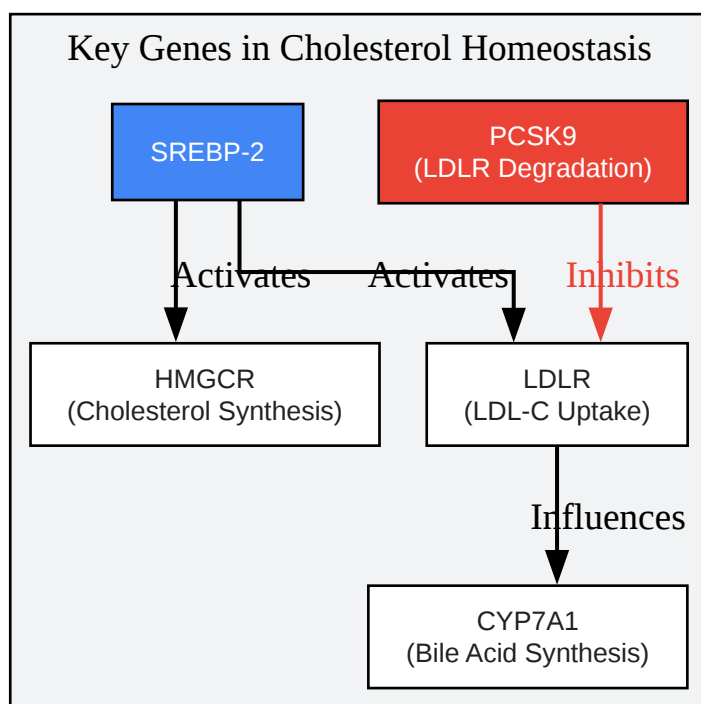 Key Genes in Cholesterol Homeostasis
SREBP-2
PCSK9
(LDLR Degradation)
Activates
Activates
Inhibits
HMGCR
(Cholesterol Synthesis)
LDLR
(LDL-C Uptake)
Influences
CYP7A1
(Bile Acid Synthesis)